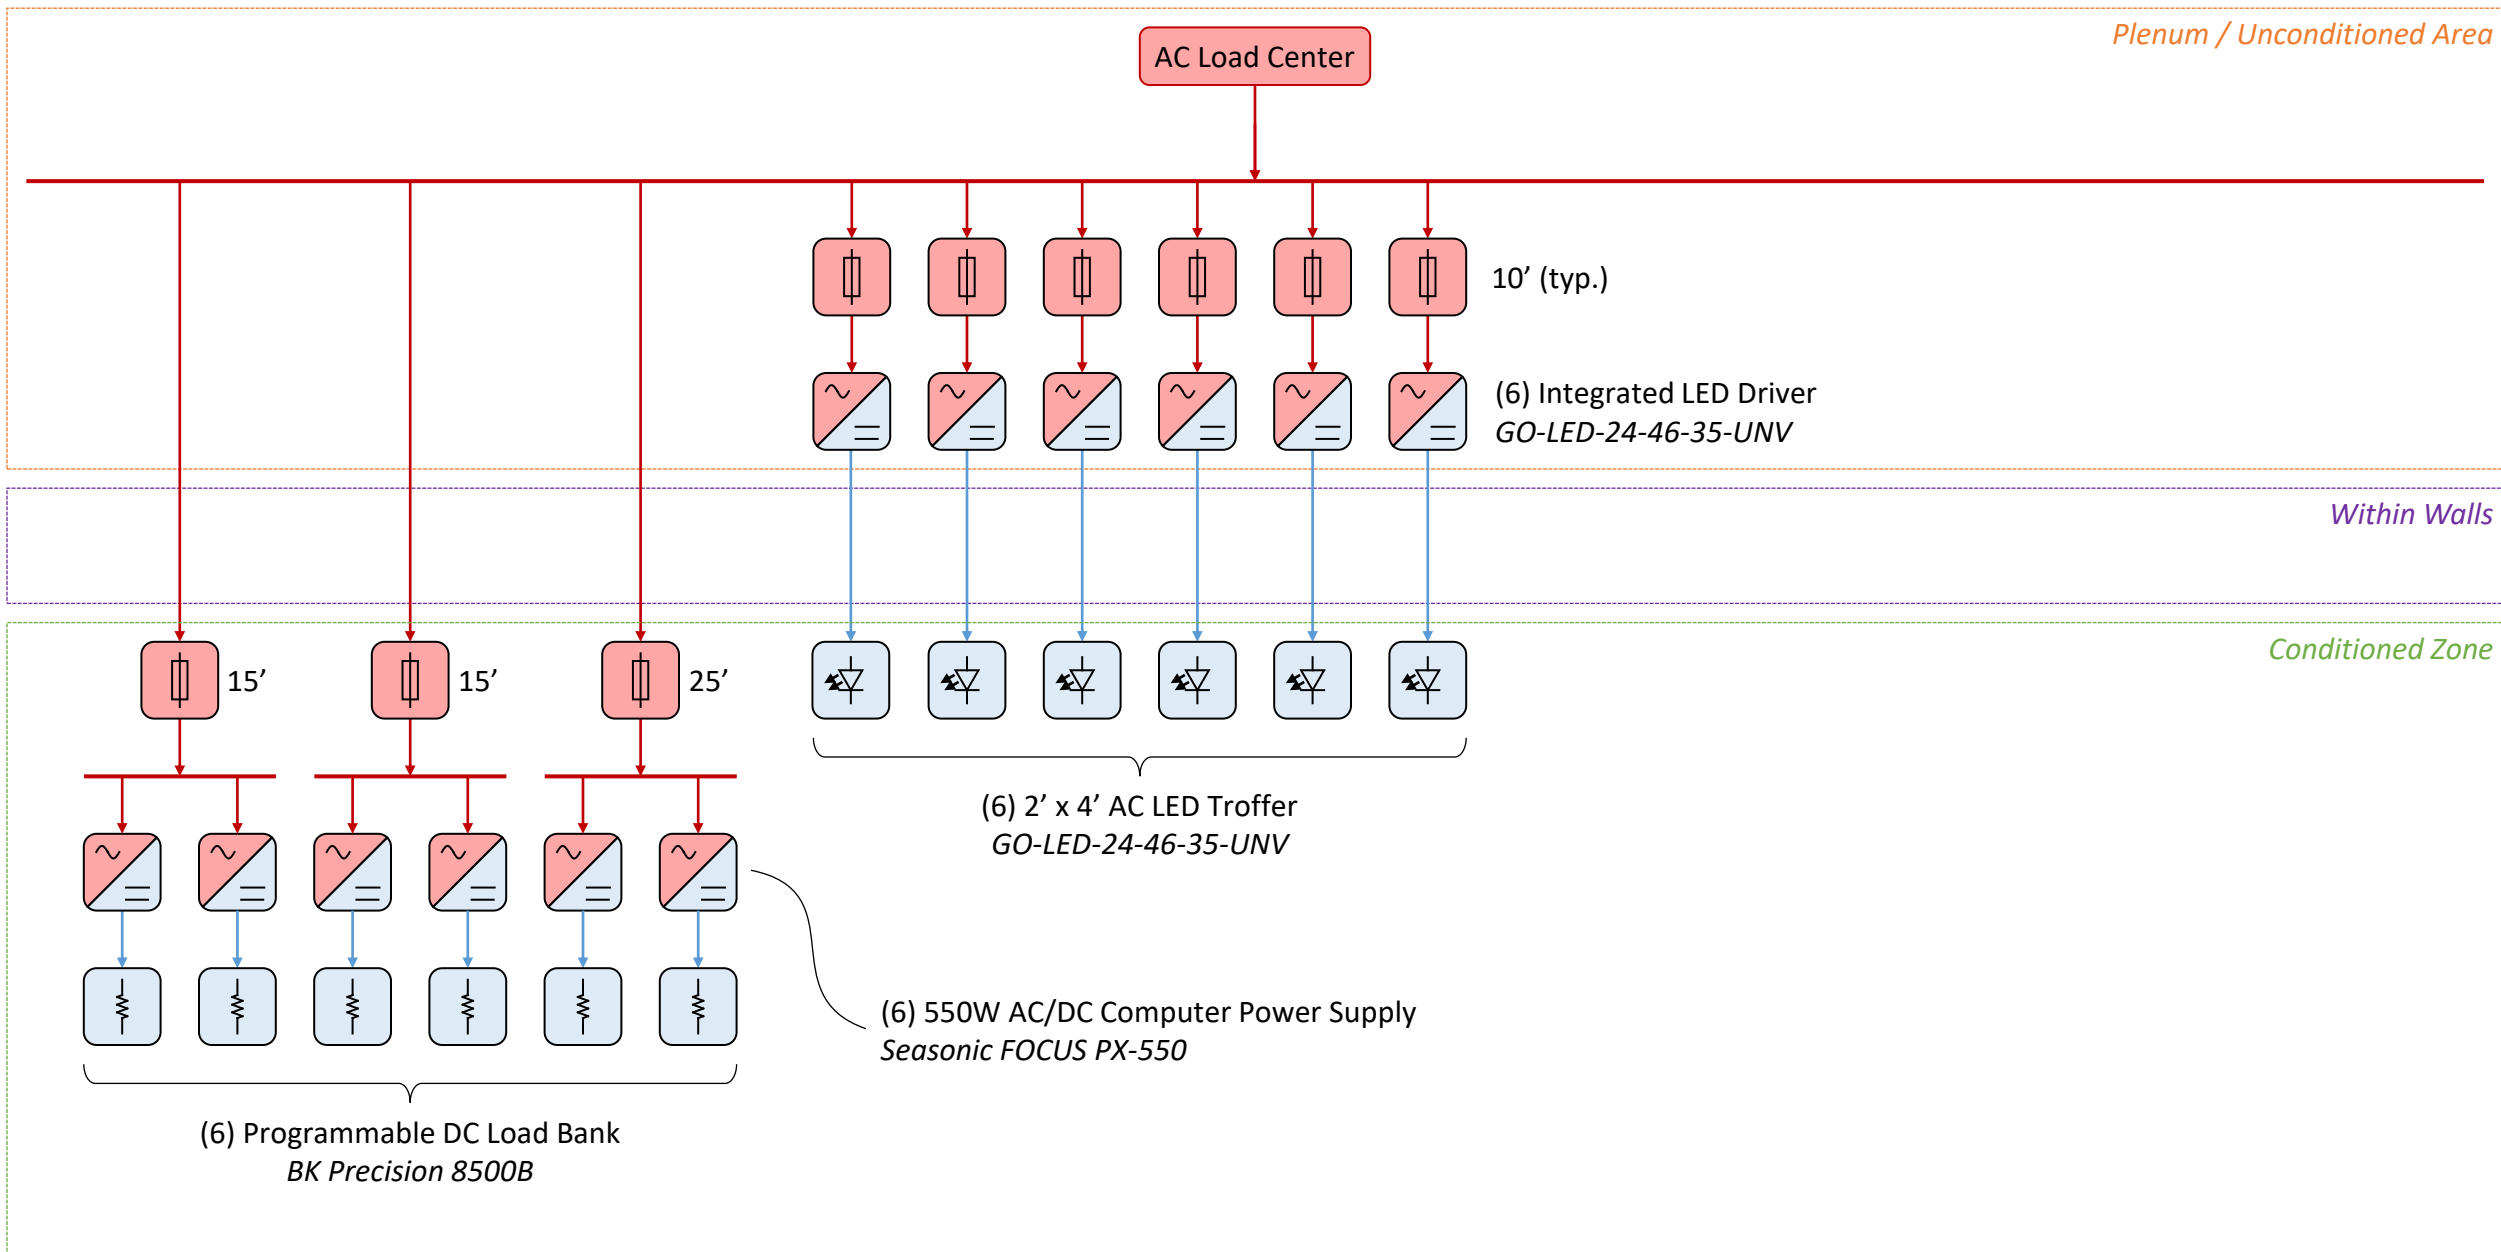 Plenum / Unconditioned Area
AC Load Center
10’ (typ.)
(6) Integrated LED Driver
GO-LED-24-46-35-UNV
Within Walls
Conditioned Zone
15’
15’
25’
(6) 2’ x 4’ AC LED Troffer
GO-LED-24-46-35-UNV
(6) 550W AC/DC Computer Power Supply
Seasonic FOCUS PX-550
(6) Programmable DC Load Bank
BK Precision 8500B